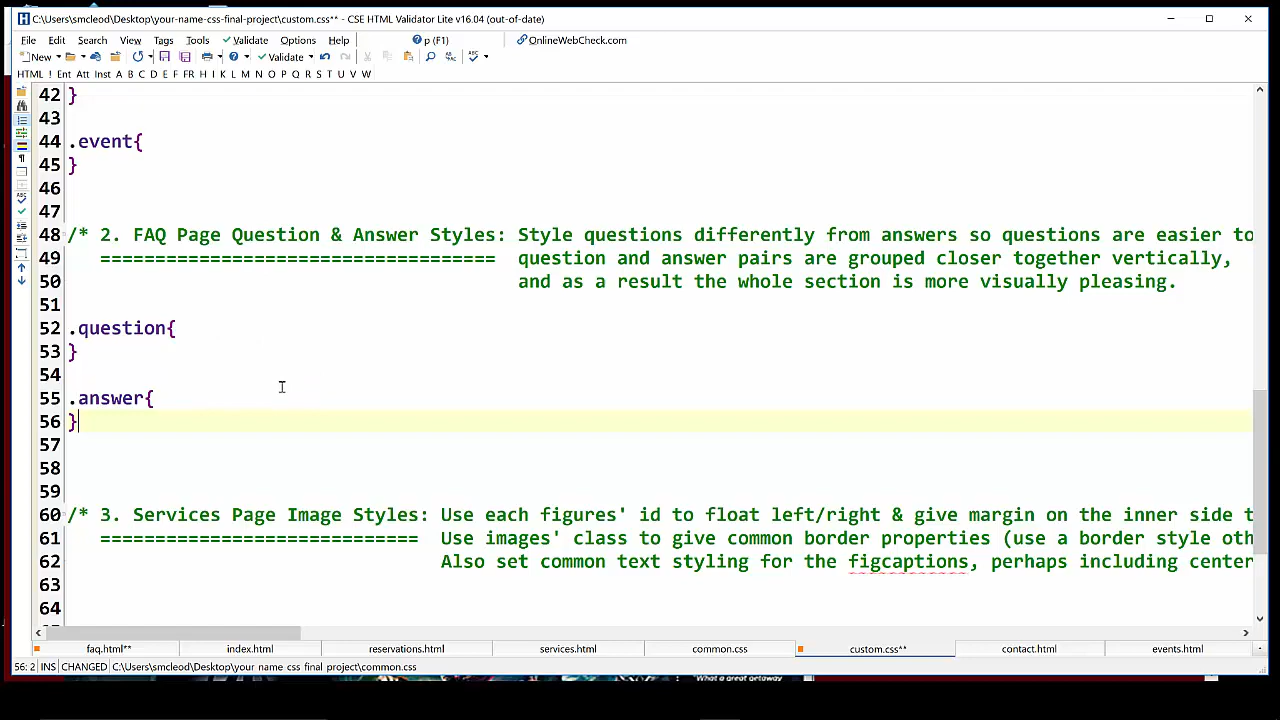 C:\Users\smcleod\Desktop\your-name-css-final-project\custom.css** - CSE HTML Validator Lite v16.04 (out-of-date)
File Edit Search View Tags Tools Validate Options Help p (F1) OnlineWebCheck.com
New Validate
HTML ! Ent Att Inst A B C D E F FR H I K L M N O P Q R S T U V W
42 }
43
44 .event{
45 }
46
47
48 /* 2. FAQ Page Question & Answer Styles: Style questions differently from answers so questions are easier to
49 =================================== question and answer pairs are grouped closer together vertically,
50 and as a result the whole section is more visually pleasing.
51
52 .question{
53 }
54
55 .answer{
56 }
57
58
59
60 /* 3. Services Page Image Styles: Use each figures' id to float left/right & give margin on the inner side t
61 ============================= Use images' class to give common border properties (use a border style oth
62 Also set common text styling for the figcaptions, perhaps including center
63
64
faq.html** index.html reservations.html services.html common.css custom.css** contact.html events.html
56: 2 INS CHANGED C:\Users\smcleod\Desktop\your name css final project\common.css
"What a great getaway